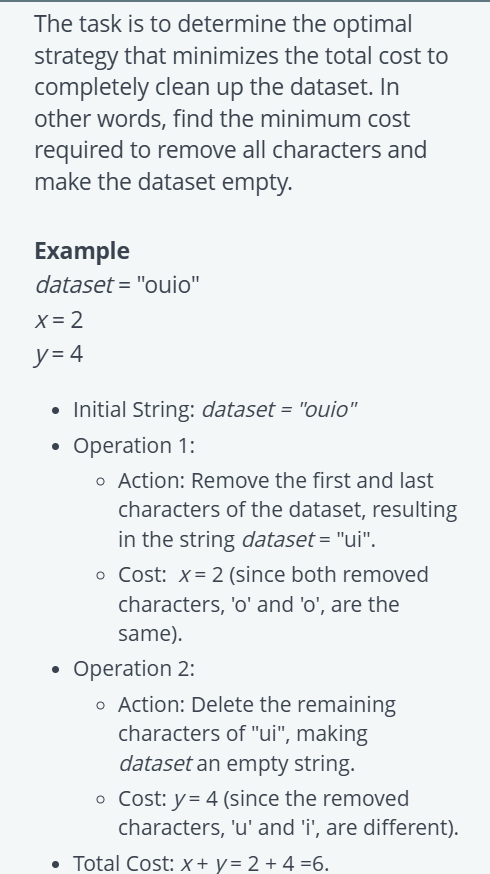 The task is to determine the optimal
strategy that minimizes the total cost to
completely clean up the dataset. In
other words, find the minimum cost
required to remove all characters and
make the dataset empty.
Example
dataset = "ouio"
x = 2
y = 4
• Initial String: dataset = "ouio"
• Operation 1:
◦ Action: Remove the first and last
characters of the dataset, resulting
in the string dataset = "ui".
◦ Cost:  x = 2 (since both removed
characters, 'o' and 'o', are the
same).
• Operation 2:
◦ Action: Delete the remaining
characters of "ui", making
dataset an empty string.
◦ Cost: y = 4 (since the removed
characters, 'u' and 'i', are different).
• Total Cost: x + y = 2 + 4 =6.